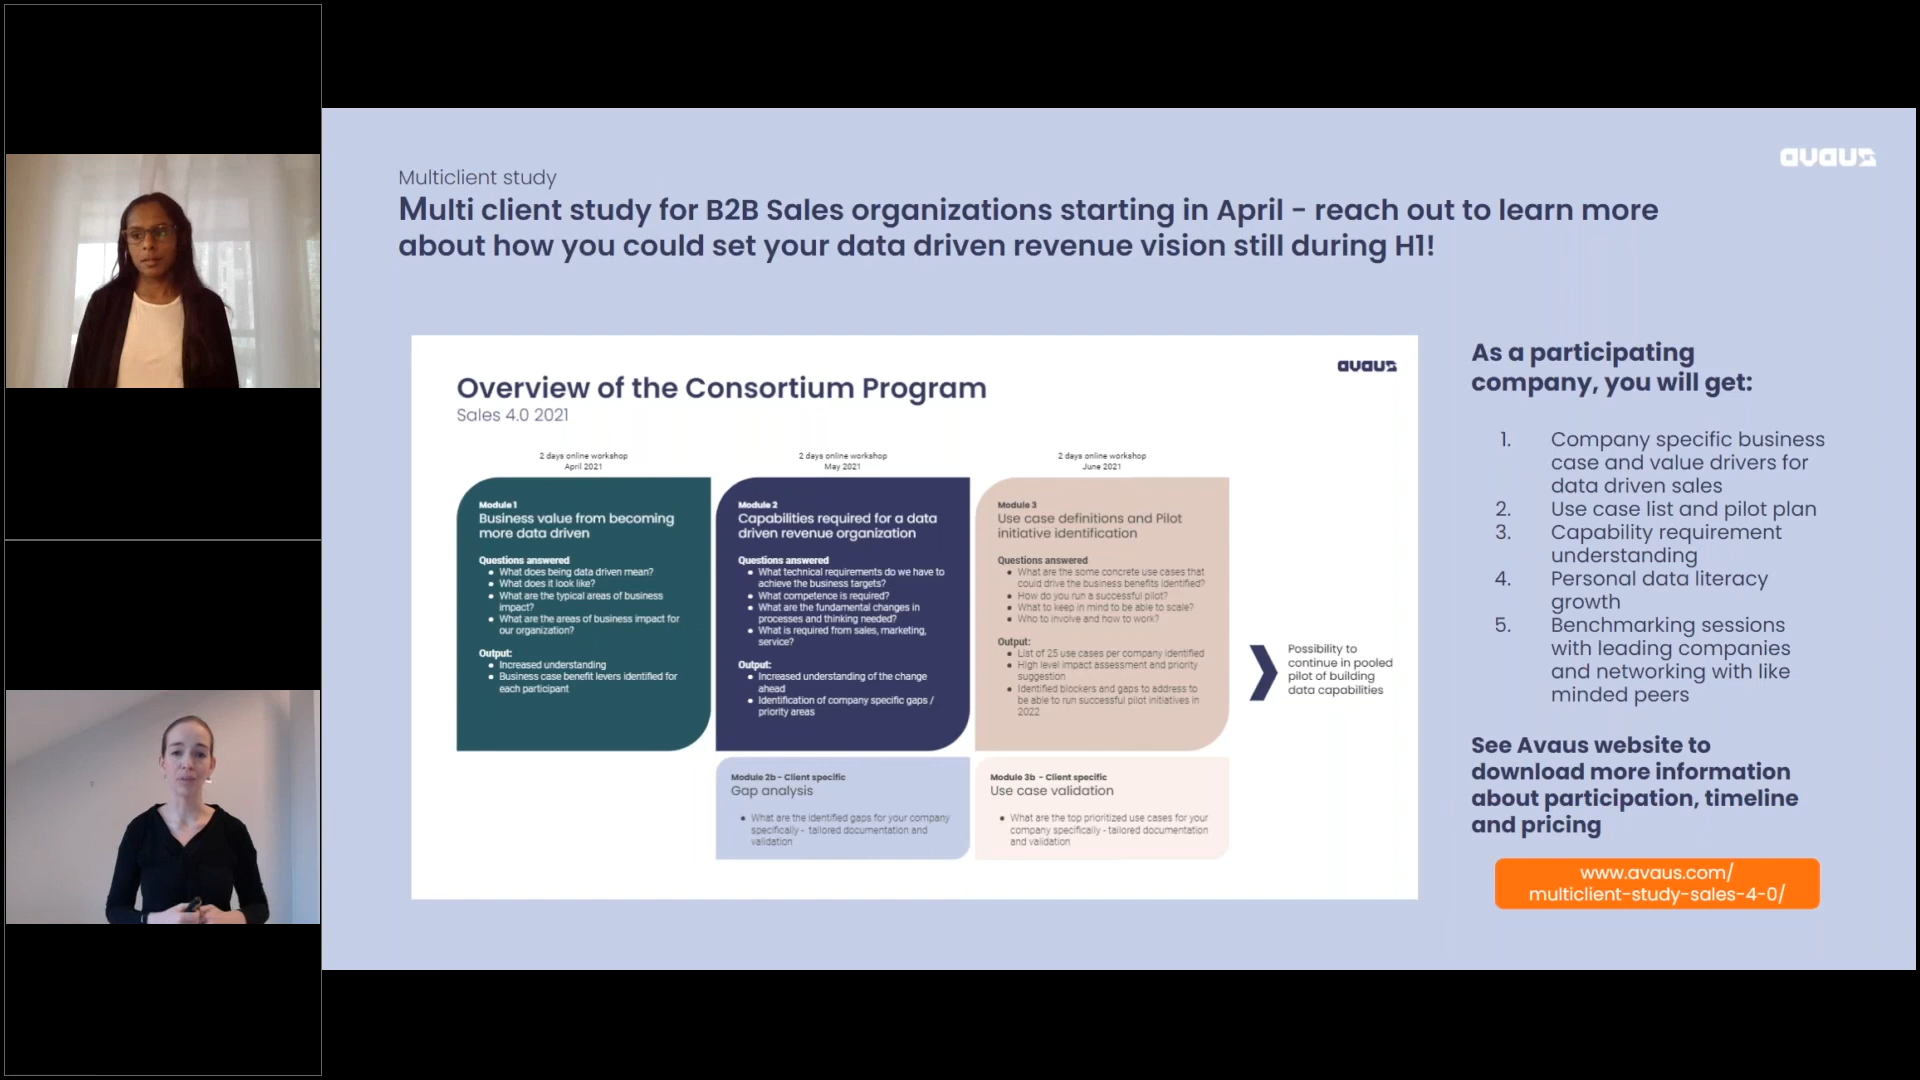 avaus
Multiclient study
Multi client study for B2B Sales organizations starting in April - reach out to learn more
about how you could set your data driven revenue vision still during H1!
avaus
Overview of the Consortium Program
Sales 4.0 2021
2 days online workshop
April 2021
Module 1
Business value from becoming
more data driven
Questions answered
● What does being data driven mean?
● What does it look like?
● What are the typical areas of business
impact?
● What are the areas of business impact for
our organization?
Output:
● Increased understanding
● Business case benefit levers identified for
each participant
2 days online workshop
May 2021
Module 2
Capabilities required for a data
driven revenue organization
Questions answered
● What technical requirements do we have to
achieve the business targets?
● What competence is required?
● What are the fundamental changes in
processes and thinking needed?
● What is required from sales, marketing,
service?
Output:
● Increased understanding of the change
ahead
● Identification of company specific gaps /
priority areas
2 days online workshop
June 2021
Module 3
Use case definitions and Pilot
initiative identification
Questions answered
● What are the some concrete use cases that
could drive the business benefits identified?
● How do you run a successful pilot?
● What to keep in mind to be able to scale?
● Who to involve and how to work?
Output:
● List of 25 use cases per company identified
● High level impact assessment and priority
suggestion
● Identified blockers and gaps to address to
be able to run successful pilot initiatives in
2022
Module 2b - Client specific
Gap analysis
● What are the identified gaps for your company
specifically - tailored documentation and
validation
Module 3b - Client specific
Use case validation
● What are the top prioritized use cases for your
company specifically - tailored documentation
and validation
Possibility to
continue in pooled
pilot of building
data capabilities
As a participating
company, you will get:
1. Company specific business
case and value drivers for
data driven sales
2. Use case list and pilot plan
3. Capability requirement
understanding
4. Personal data literacy
growth
5. Benchmarking sessions
with leading companies
and networking with like
minded peers
See Avaus website to
download more information
about participation, timeline
and pricing
www.avaus.com/
multiclient-study-sales-4-0/